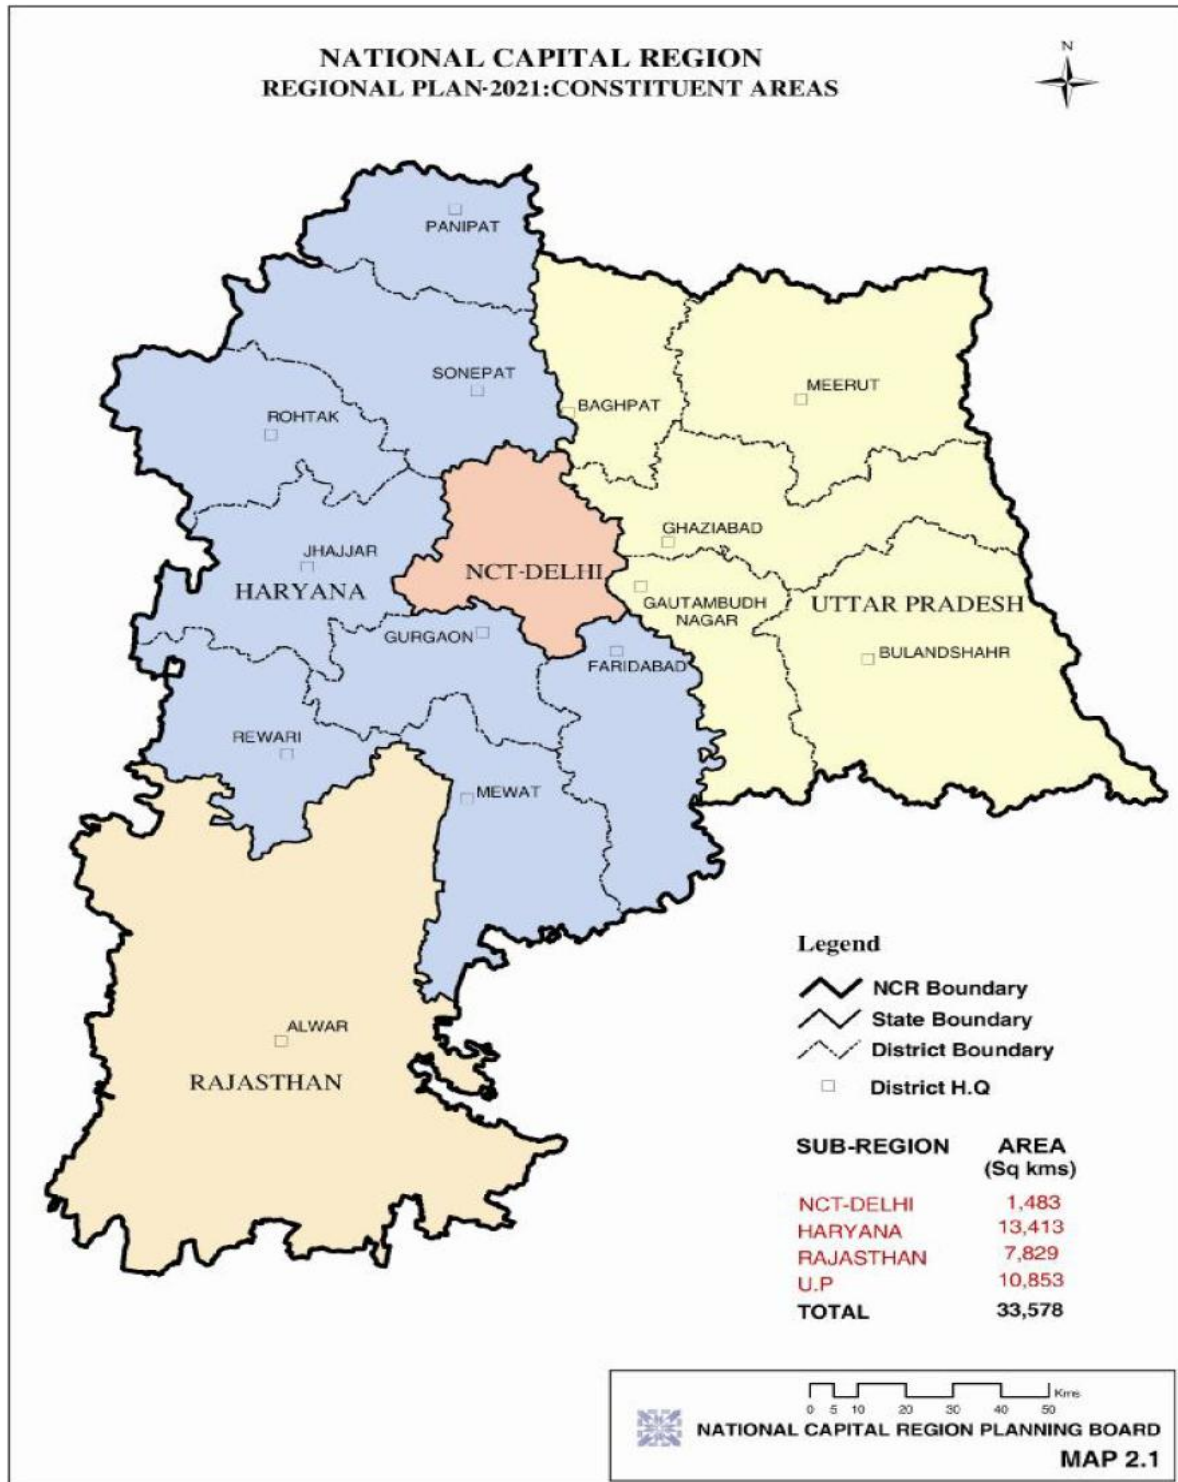 N
NATIONAL CAPITAL REGION
REGIONAL PLAN-2021:CONSTITUENT AREAS
PANIPAT
SONEPAT
MEERUT
BAGHPAT
ROHTAK
GHAZIABAD
JHAJJAR
NCT-DELHI
HARYANA
GAUTAMBUDH
NAGAR
UTTAR PRADESH
GURGAON
FARIDABAD
BULANDSHAHR
REWARI
MEWAT
ALWAR
RAJASTHAN
Legend
NCR Boundary
State Boundary
District Boundary
District H.Q
SUB-REGION AREA
(Sq kms)
NCT-DELHI 1,483
HARYANA 13,413
RAJASTHAN 7,829
U.P 10,853
TOTAL 33,578
Kms
0 5 10 20 30 40 50
NATIONAL CAPITAL REGION PLANNING BOARD
MAP 2.1